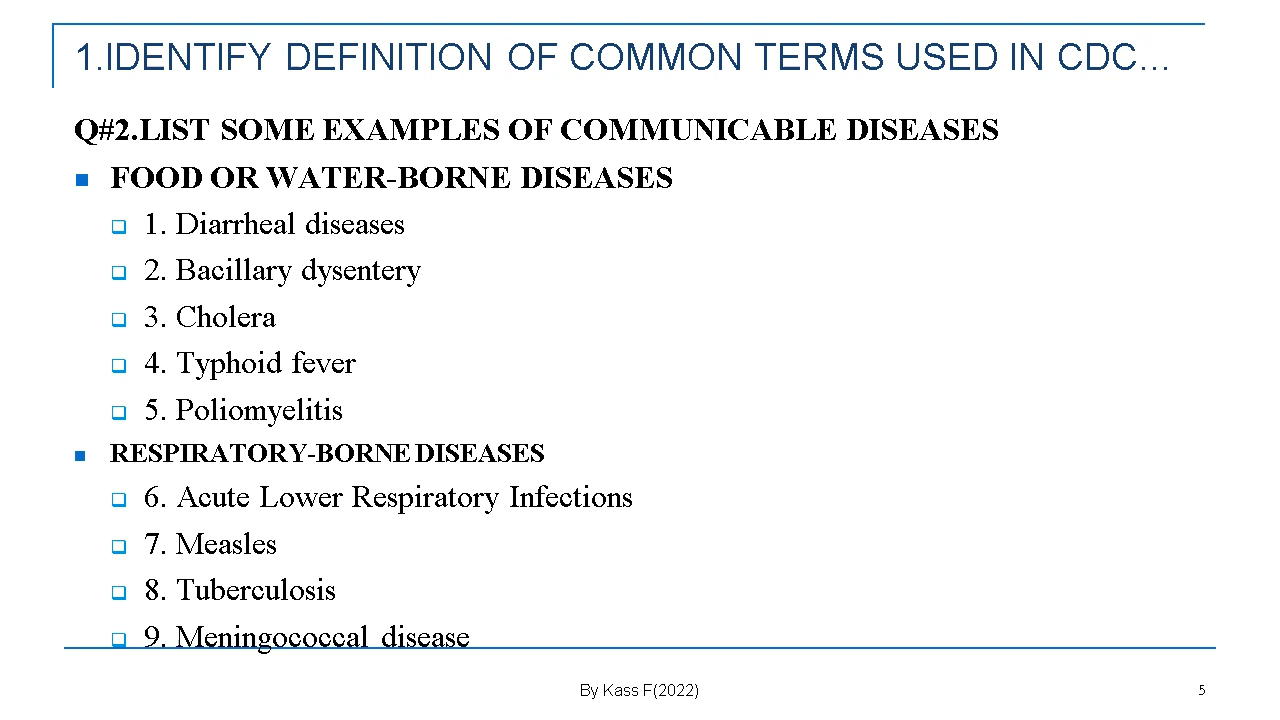 1.IDENTIFY DEFINITION OF COMMON TERMS USED IN CDC…
Q#2.LIST SOME EXAMPLES OF COMMUNICABLE DISEASES
FOOD OR WATER-BORNE DISEASES
1. Diarrheal diseases
2. Bacillary dysentery
3. Cholera
4. Typhoid fever
5. Poliomyelitis
RESPIRATORY-BORNE DISEASES
6. Acute Lower Respiratory Infections
7. Measles
8. Tuberculosis
9. Meningococcal disease
By Kass F(2022)
5